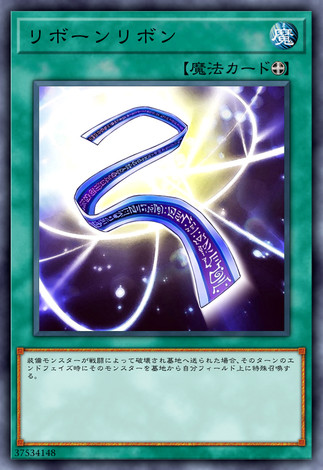 リボーンリボン
魔
【魔法カード】
装備モンスターが戦闘によって破壊され墓地へ送られた場合、そのターンのエ
ンドフェイズ時にそのモンスターを墓地から自分フィールド上に特殊召喚す
る。
37534148